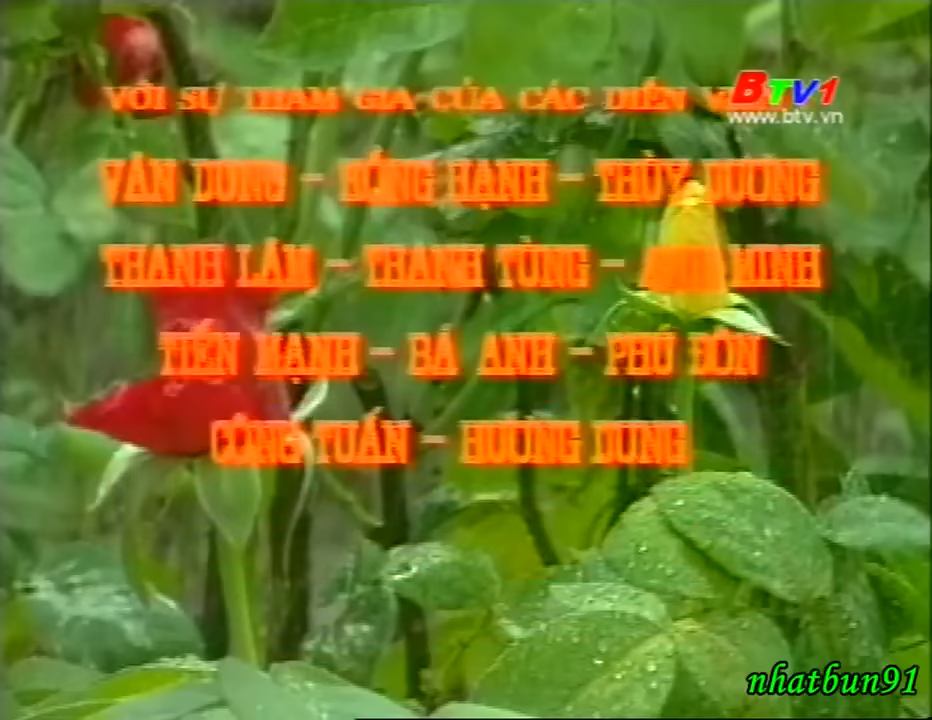 VỚI SỰ THAM GIA CỦA CÁC DIỄN
BTV1
www.btv.vn
VÂN DUNG - HỒNG HẠNH - THÙY DƯƠNG
THANH LÂM - THANH TÙNG - ANH MINH
TIẾN MẠNH - BÁ ANH - PHÚ ĐÔN
CÔNG TUẤN - HƯƠNG DUNG
nhatbun91